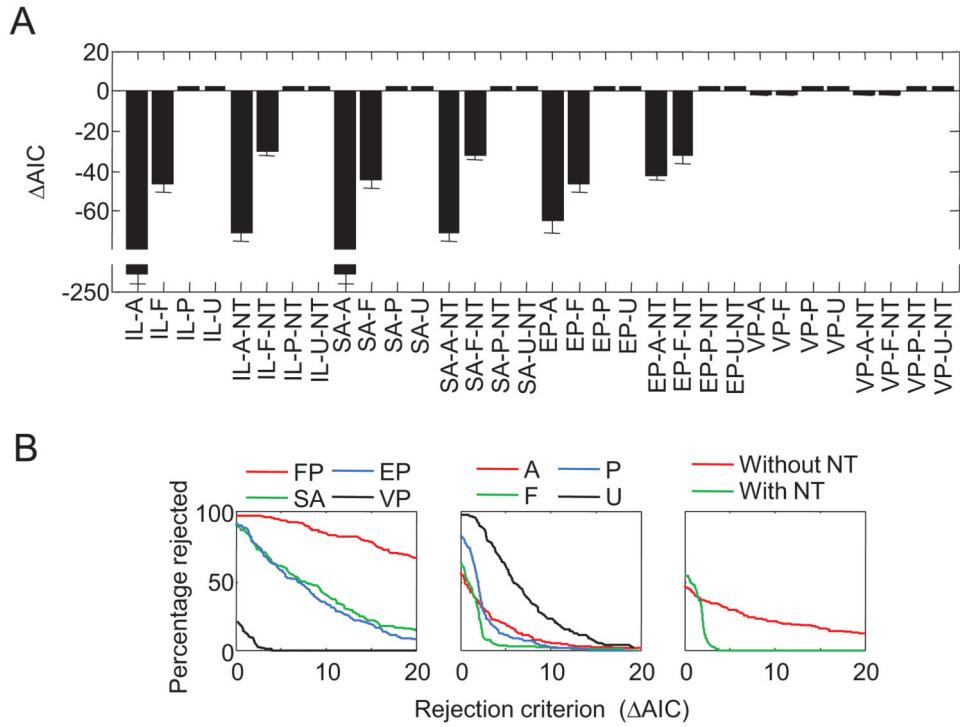 A
20
0
-20
-40
-60
-250
ΔAIC
IL-A
IL-F
IL-P
IL-U
IL-A-NT
IL-F-NT
IL-P-NT
IL-U-NT
SA-A
SA-F
SA-P
SA-U
SA-A-NT
SA-F-NT
SA-P-NT
SA-U-NT
EP-A
EP-F
EP-P
EP-U
EP-A-NT
EP-F-NT
EP-P-NT
EP-U-NT
VP-A
VP-F
VP-P
VP-U
VP-A-NT
VP-F-NT
VP-P-NT
VP-U-NT
B
FP EP
SA VP
A P
F U
Without NT
With NT
Percentage rejected
100
50
0
0 10 20
0 10 20
0 10 20
Rejection criterion (ΔAIC)